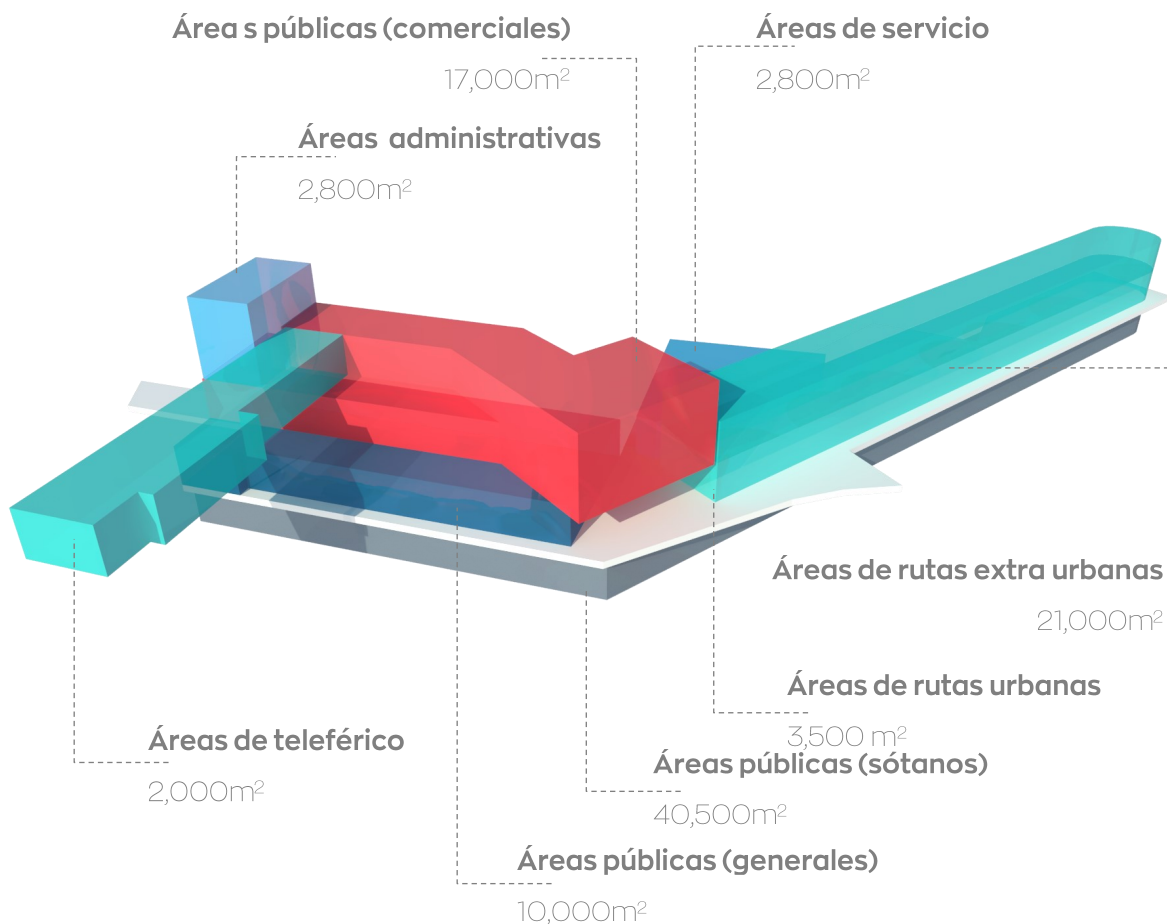 Área s públicas (comerciales)
17,000m²
Áreas de servicio
2,800m²
Áreas administrativas
2,800m²
Áreas de rutas extra urbanas
21,000m²
Áreas de rutas urbanas
3,500 m²
Áreas de teleférico
2,000m²
Áreas públicas (sótanos)
40,500m²
Áreas públicas (generales)
10,000m²